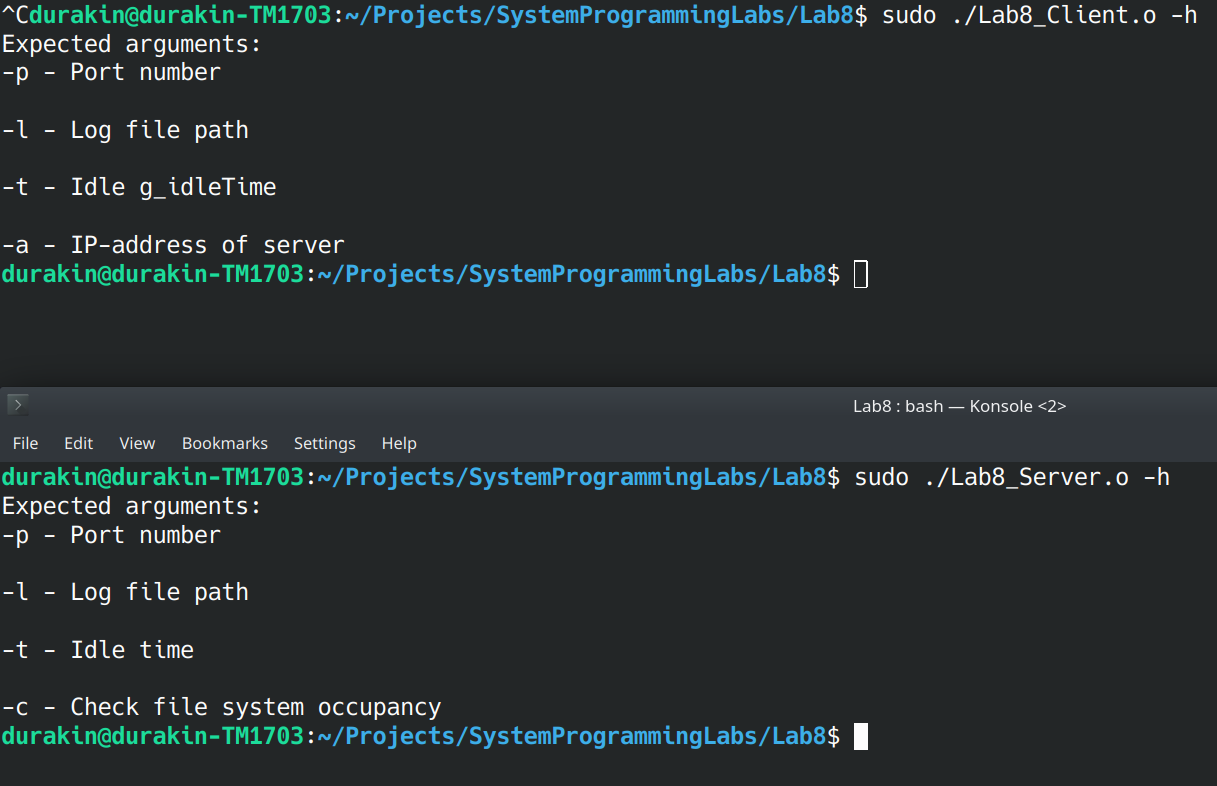 ^Cdurakin@durakin-TM1703:~/Projects/SystemProgrammingLabs/Lab8$ sudo ./Lab8_Client.o -h
Expected arguments:
-p - Port number
-l - Log file path
-t - Idle g_idleTime
-a - IP-address of server
durakin@durakin-TM1703:~/Projects/SystemProgrammingLabs/Lab8$
Lab8 : bash — Konsole <2>
File Edit View Bookmarks Settings Help
durakin@durakin-TM1703:~/Projects/SystemProgrammingLabs/Lab8$ sudo ./Lab8_Server.o -h
Expected arguments:
-p - Port number
-l - Log file path
-t - Idle time
-c - Check file system occupancy
durakin@durakin-TM1703:~/Projects/SystemProgrammingLabs/Lab8$